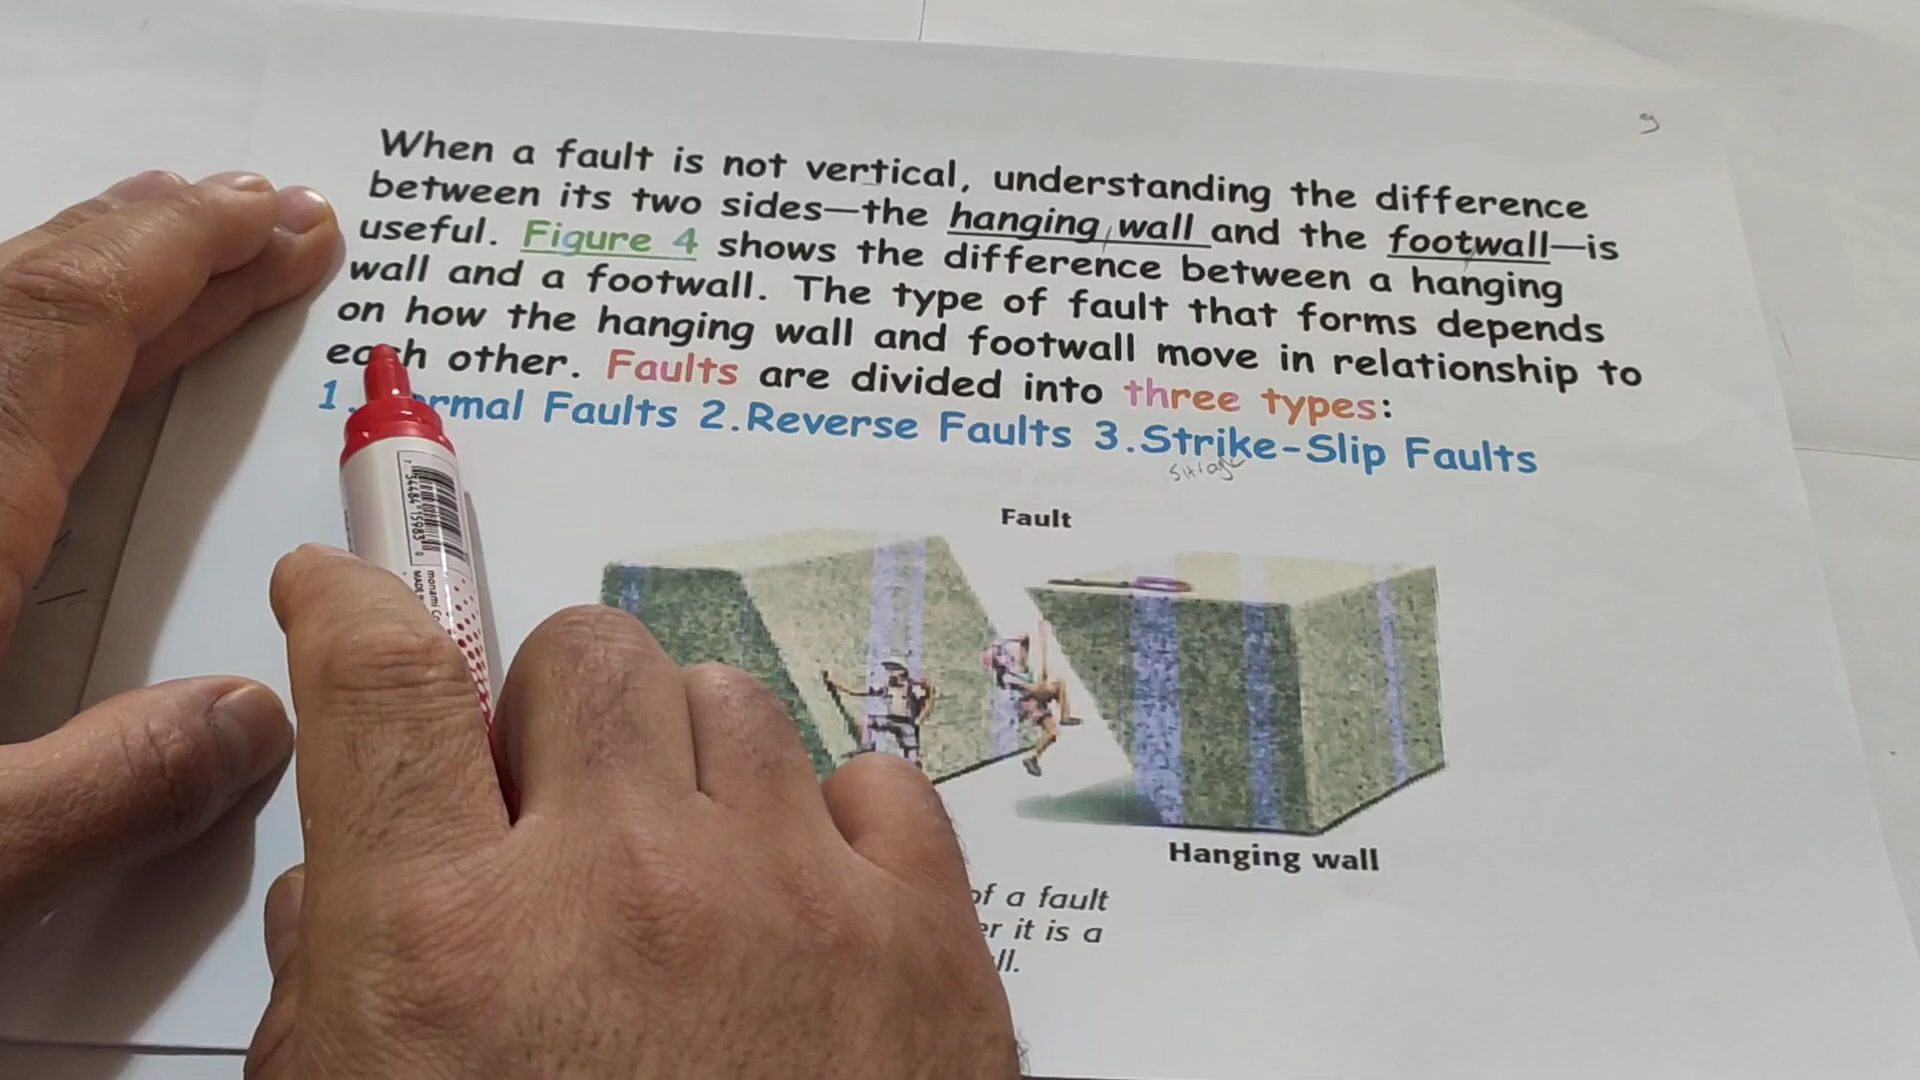 When a fault is not vertical, understanding the difference
between its two sides—the hanging wall and the footwall—is
useful. Figure 4 shows the difference between a hanging
wall and a footwall. The type of fault that forms depends
on how the hanging wall and footwall move in relationship to
each other. Faults are divided into three types:
1. rmal Faults 2.Reverse Faults 3.Strike-Slip Faults
Fault
Hanging wall
of a fault
er it is a
ll.